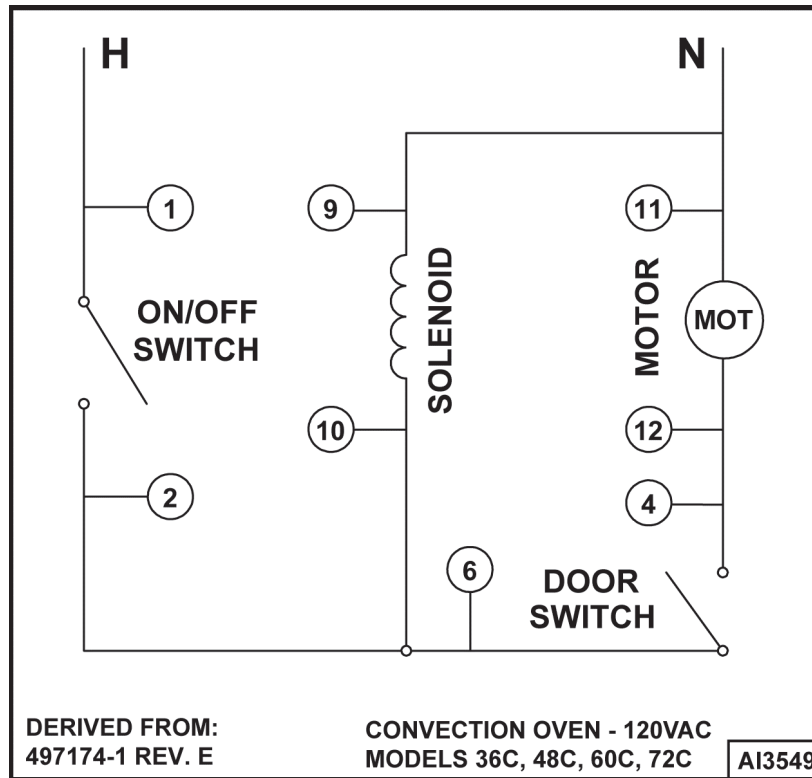 H
N
1
9
11
ON/OFF
SWITCH
SOLENOID
MOTOR
MOT
10
12
2
4
6
DOOR
SWITCH
DERIVED FROM:
497174-1 REV. E
CONVECTION OVEN - 120VAC
MODELS 36C, 48C, 60C, 72C
AI3549